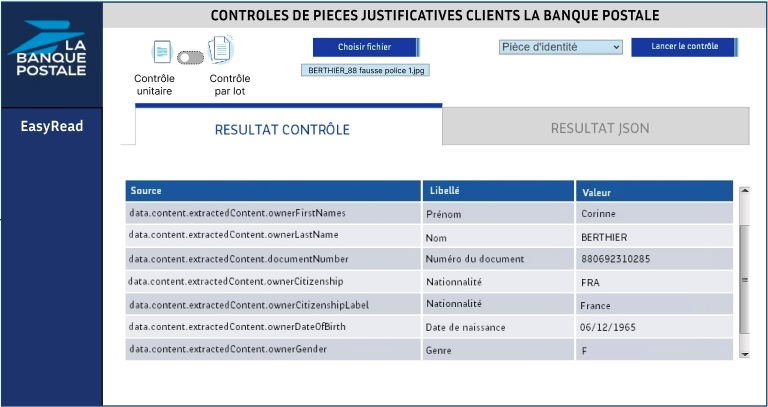 CONTROLES DE PIECES JUSTIFICATIVES CLIENTS LA BANQUE POSTALE
LA
BANQUE
POSTALE
Contrôle
unitaire
Contrôle
par lot
Choisir fichier
BERTHIER_88 fausse police 1.jpg
Pièce d'identité
Lancer le contrôle
EasyRead
RESULTAT CONTRÔLE
RESULTAT JSON
Source Libellé Valeur
data.content.extractedContent.ownerFirstNames Prénom Corinne
data.content.extractedContent.ownerLastName Nom BERTHIER
data.content.extractedContent.documentNumber Numéro du document 880692310285
data.content.extractedContent.ownerCitizenship Nationnalité FRA
data.content.extractedContent.ownerCitizenshipLabel Nationnalité France
data.content.extractedContent.ownerDateOfBirth Date de naissance 06/12/1965
data.content.extractedContent.ownerGender Genre F